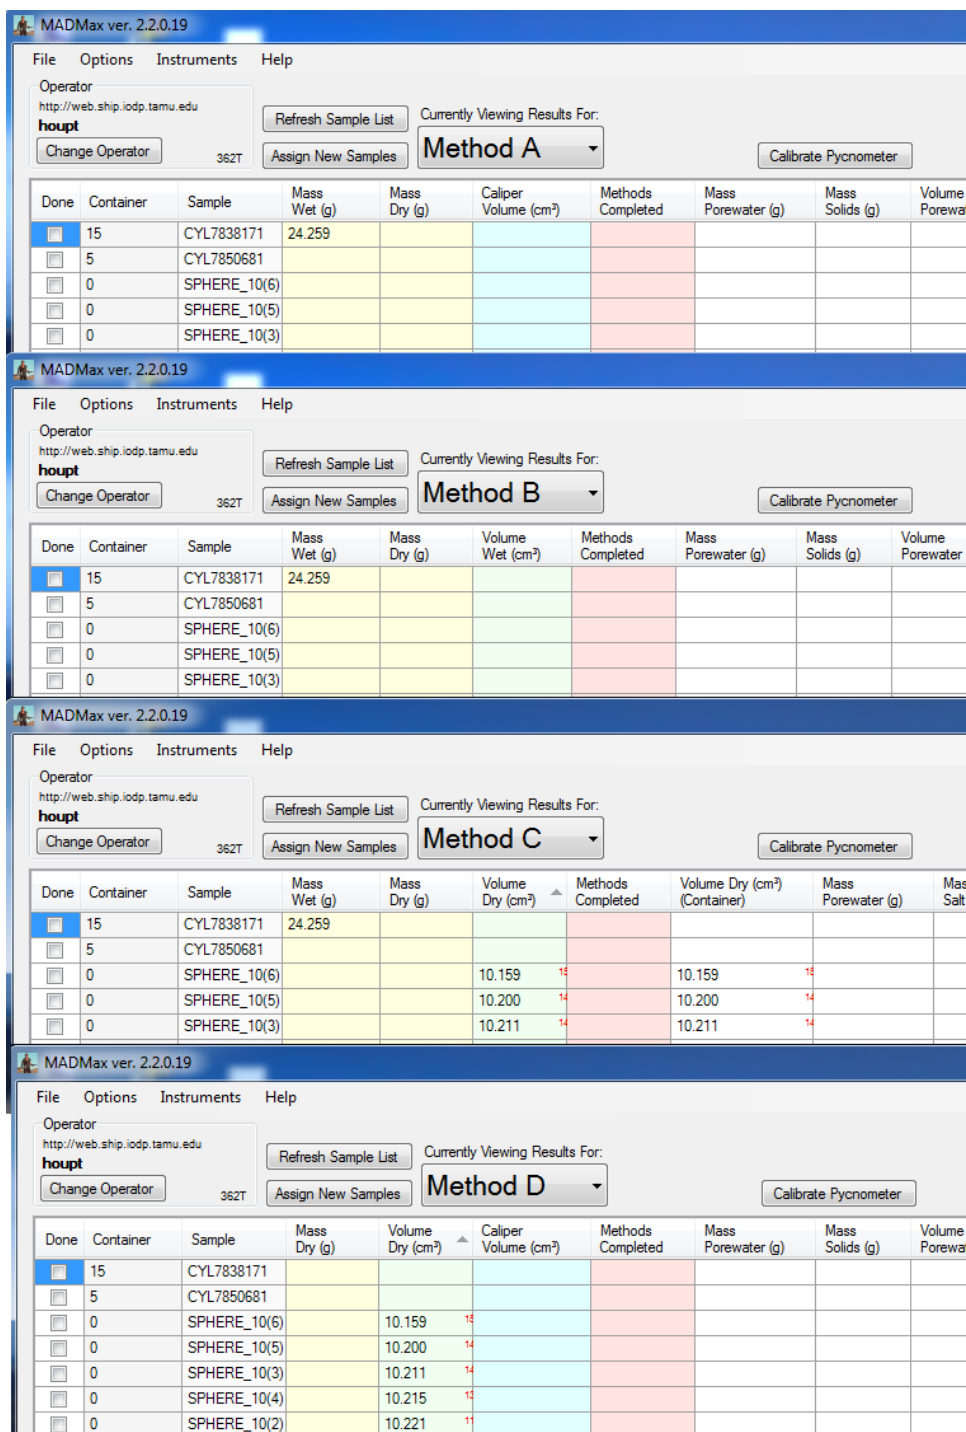 MADMax ver. 2.2.0.19
File Options Instruments Help
Operator
http://web.ship.iodp.tamu.edu
houpt
Change Operator 362T
Refresh Sample List
Assign New Samples
Currently Viewing Results For:
Method A
Calibrate Pycnometer
Done Container Sample Mass Wet (g) Mass Dry (g) Caliper Volume (cm³) Methods Completed Mass Porewater (g) Mass Solids (g) Volume Porewat
15 CYL7838171 24.259
5 CYL7850681
0 SPHERE_10(6)
0 SPHERE_10(5)
0 SPHERE_10(3)
MADMax ver. 2.2.0.19
File Options Instruments Help
Operator
http://web.ship.iodp.tamu.edu
houpt
Change Operator 362T
Refresh Sample List
Assign New Samples
Currently Viewing Results For:
Method B
Calibrate Pycnometer
Done Container Sample Mass Wet (g) Mass Dry (g) Volume Wet (cm³) Methods Completed Mass Porewater (g) Mass Solids (g) Volume Porewater
15 CYL7838171 24.259
5 CYL7850681
0 SPHERE_10(6)
0 SPHERE_10(5)
0 SPHERE_10(3)
MADMax ver. 2.2.0.19
File Options Instruments Help
Operator
http://web.ship.iodp.tamu.edu
houpt
Change Operator 362T
Refresh Sample List
Assign New Samples
Currently Viewing Results For:
Method C
Calibrate Pycnometer
Done Container Sample Mass Wet (g) Mass Dry (g) Volume Dry (cm³) Methods Completed Volume Dry (cm³) (Container) Mass Porewater (g) Mas Salt
15 CYL7838171 24.259
5 CYL7850681
0 SPHERE_10(6) 10.159 15 10.159 15
0 SPHERE_10(5) 10.200 14 10.200 14
0 SPHERE_10(3) 10.211 14 10.211 14
MADMax ver. 2.2.0.19
File Options Instruments Help
Operator
http://web.ship.iodp.tamu.edu
houpt
Change Operator 362T
Refresh Sample List
Assign New Samples
Currently Viewing Results For:
Method D
Calibrate Pycnometer
Done Container Sample Mass Dry (g) Volume Dry (cm³) Caliper Volume (cm³) Methods Completed Mass Porewater (g) Mass Solids (g) Volume Porewat
15 CYL7838171
5 CYL7850681
0 SPHERE_10(6) 10.159 15
0 SPHERE_10(5) 10.200 14
0 SPHERE_10(3) 10.211 14
0 SPHERE_10(4) 10.215 13
0 SPHERE_10(2) 10.221 11